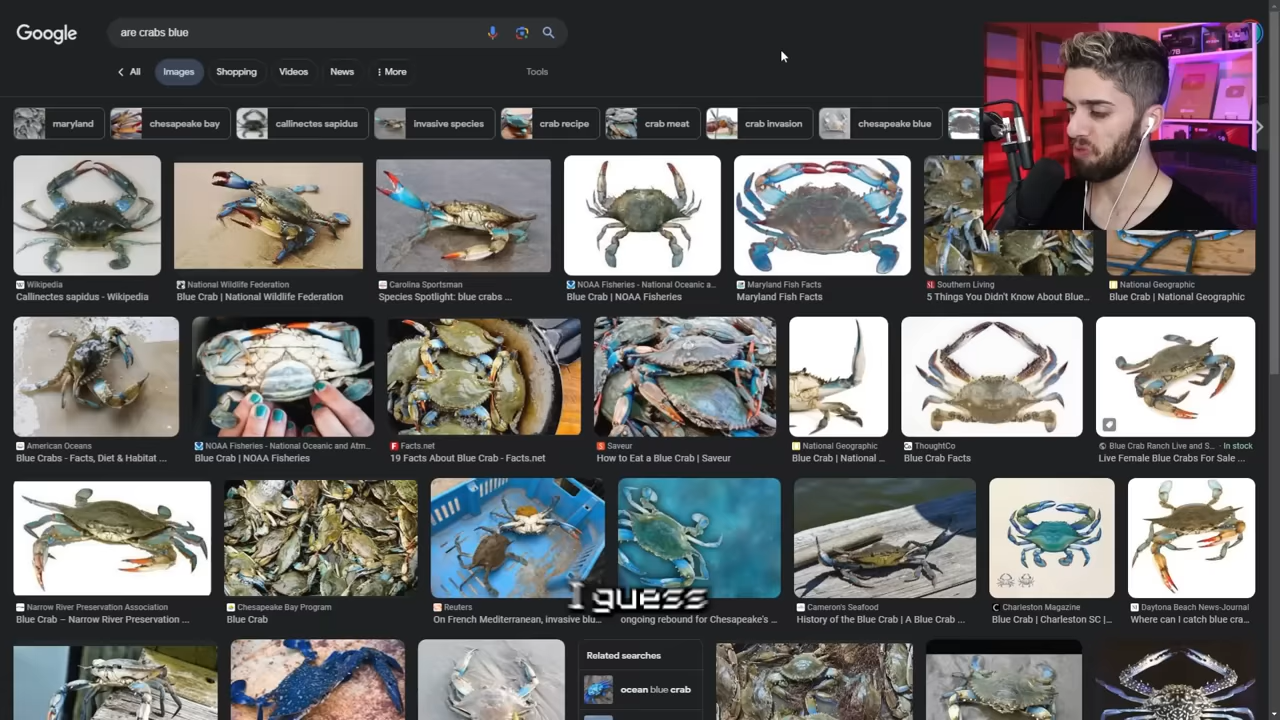 Google
are crabs blue
All
Images
Shopping
Videos
News
More
Tools
maryland
chesapeake bay
callinectes sapidus
invasive species
crab recipe
crab meat
crab invasion
chesapeake blue
Wikipedia
Callinectes sapidus - Wikipedia
National Wildlife Federation
Blue Crab | National Wildlife Federation
Carolina Sportsman
Species Spotlight: blue crabs ...
NOAA Fisheries - National Oceanic a...
Blue Crab | NOAA Fisheries
Maryland Fish Facts
Maryland Fish Facts
Southern Living
5 Things You Didn't Know About Blue...
National Geographic
Blue Crab | National Geographic
American Oceans
Blue Crabs - Facts, Diet & Habitat ...
NOAA Fisheries - National Oceanic and Atm...
Blue Crab | NOAA Fisheries
Facts.net
19 Facts About Blue Crab - Facts.net
Saveur
How to Eat a Blue Crab | Saveur
National Geographic
Blue Crab | National ...
ThoughtCo
Blue Crab Facts
Blue Crab Ranch Live and S... · In stock
Live Female Blue Crabs For Sale ...
Narrow River Preservation Association
Blue Crab – Narrow River Preservation ...
Chesapeake Bay Program
Blue Crab
Reuters
On French Mediterranean, invasive blu...
I guess
ongoing rebound for Chesapeake's ...
Cameron's Seafood
History of the Blue Crab | A Blue Crab ...
Charleston Magazine
Blue Crab | Charleston SC |...
Daytona Beach News-Journal
Where can I catch blue cra...
Related searches
ocean blue crab